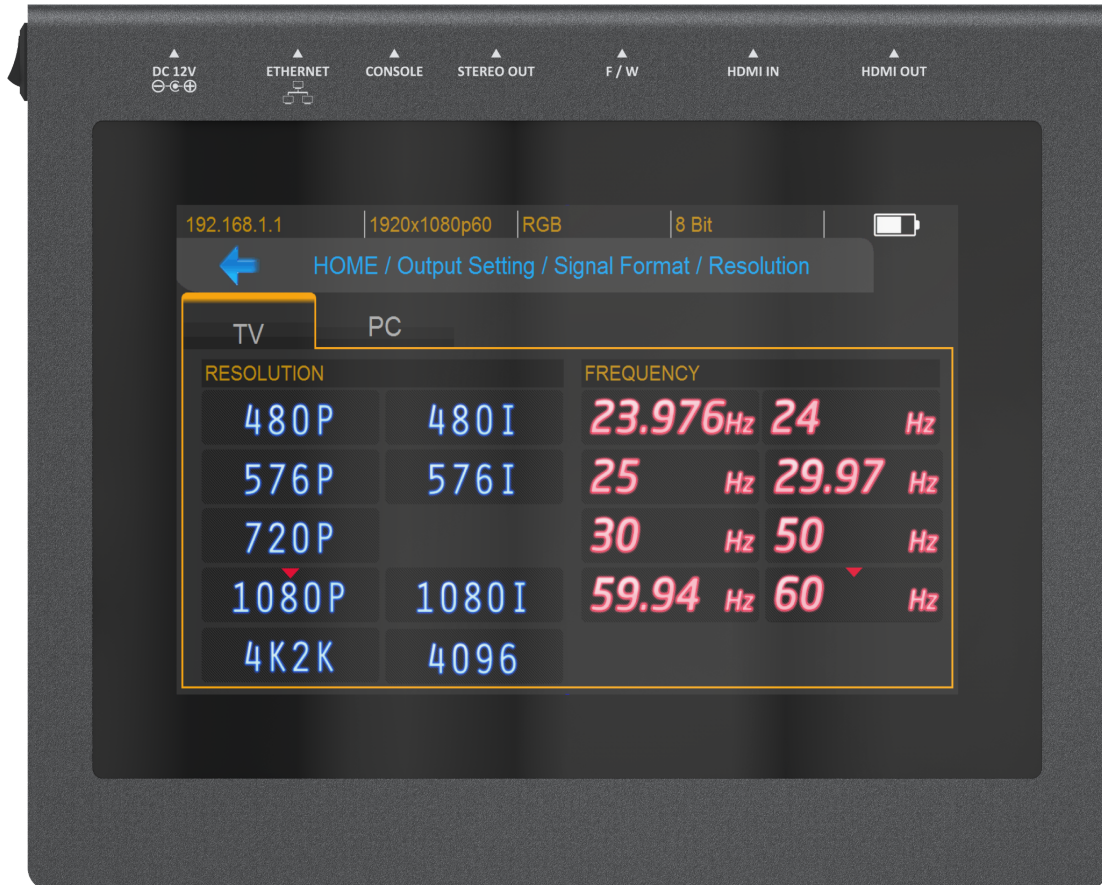 DC 12V ETHERNET CONSOLE STEREO OUT F / W HDMI IN HDMI OUT
192.168.1.1 1920x1080p60 RGB 8 Bit
HOME / Output Setting / Signal Format / Resolution
TV PC
RESOLUTION FREQUENCY
480P 480I 23.976Hz 24 Hz
576P 576I 25 Hz 29.97 Hz
720P 30 Hz 50 Hz
1080P 1080I 59.94 Hz 60 Hz
4K2K 4096